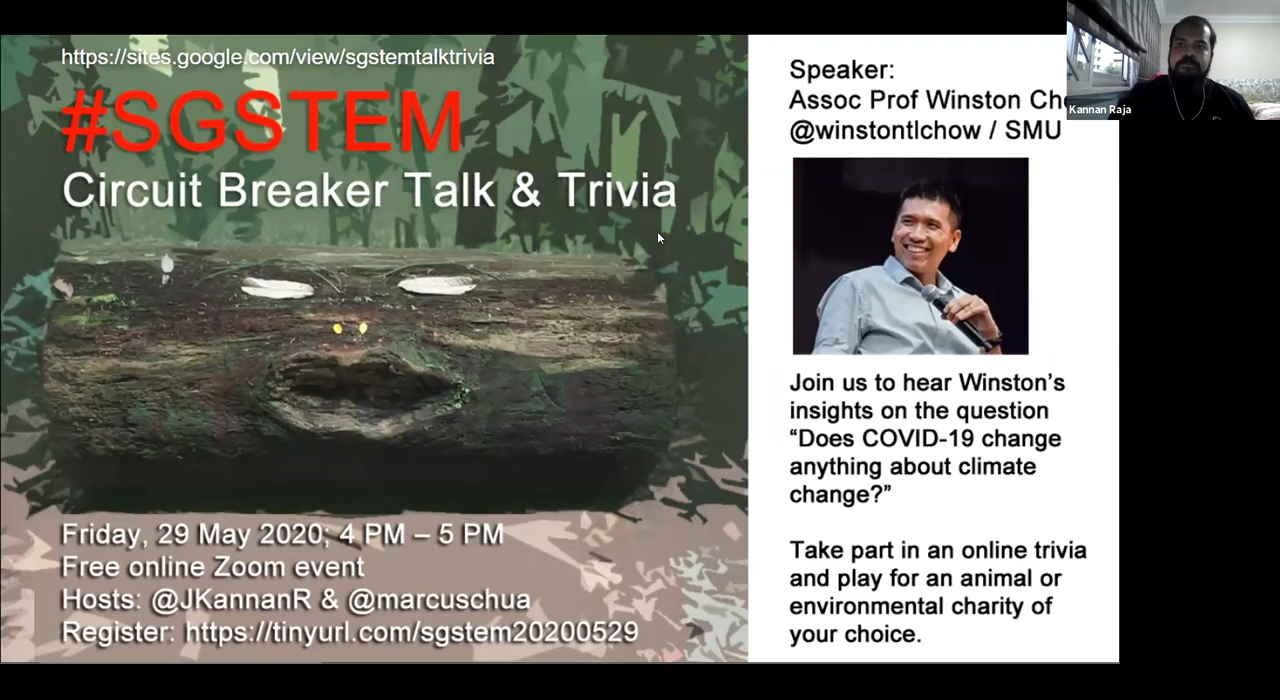 https://sites.google.com/view/sgstemtalktrivia
#SGSTEM
Circuit Breaker Talk & Trivia
Friday, 29 May 2020; 4 PM – 5 PM
Free online Zoom event
Hosts: @JKannanR & @marcuschua
Register: https://tinyurl.com/sgstem20200529
Speaker:
Assoc Prof Winston
@winstontlchow / SMU
Join us to hear Winston's
insights on the question
“Does COVID-19 change
anything about climate
change?”
Take part in an online trivia
and play for an animal or
environmental charity of
your choice.
Kannan Raja